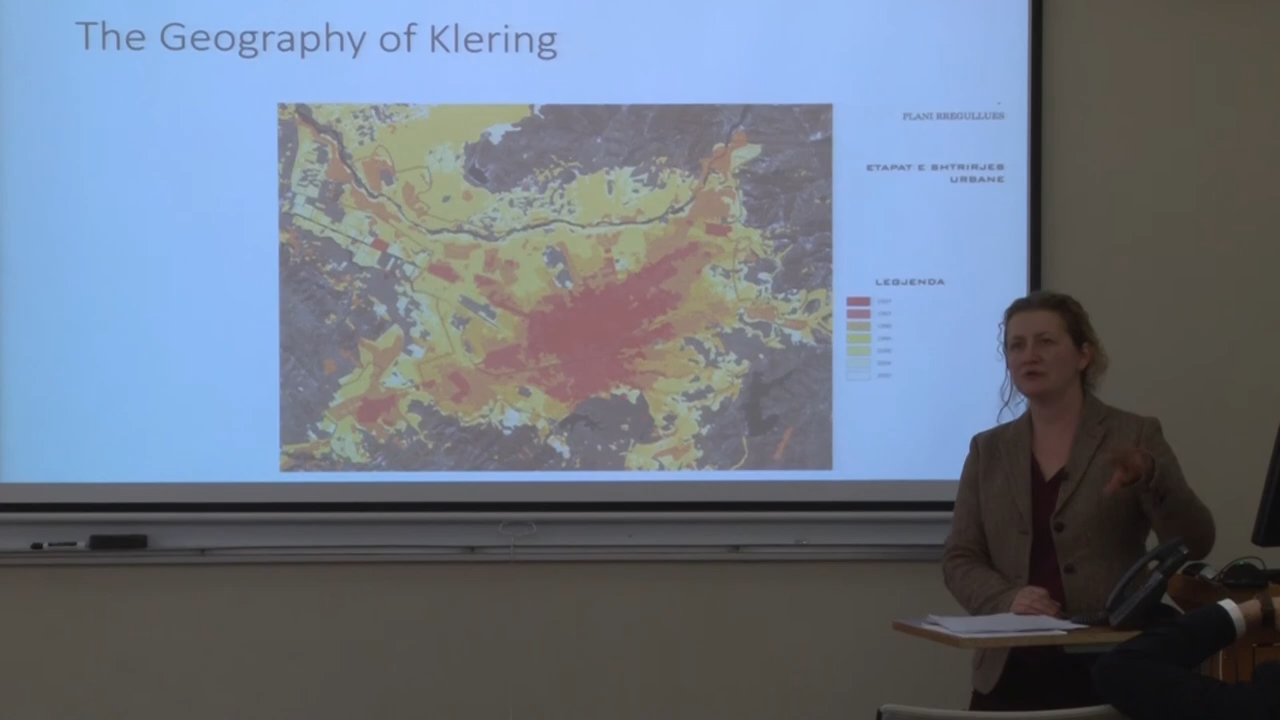 The Geography of Klering
PLANI RREGULLUES
ETAPAT E SHTRIRJES
URBANE
LEGJENDA